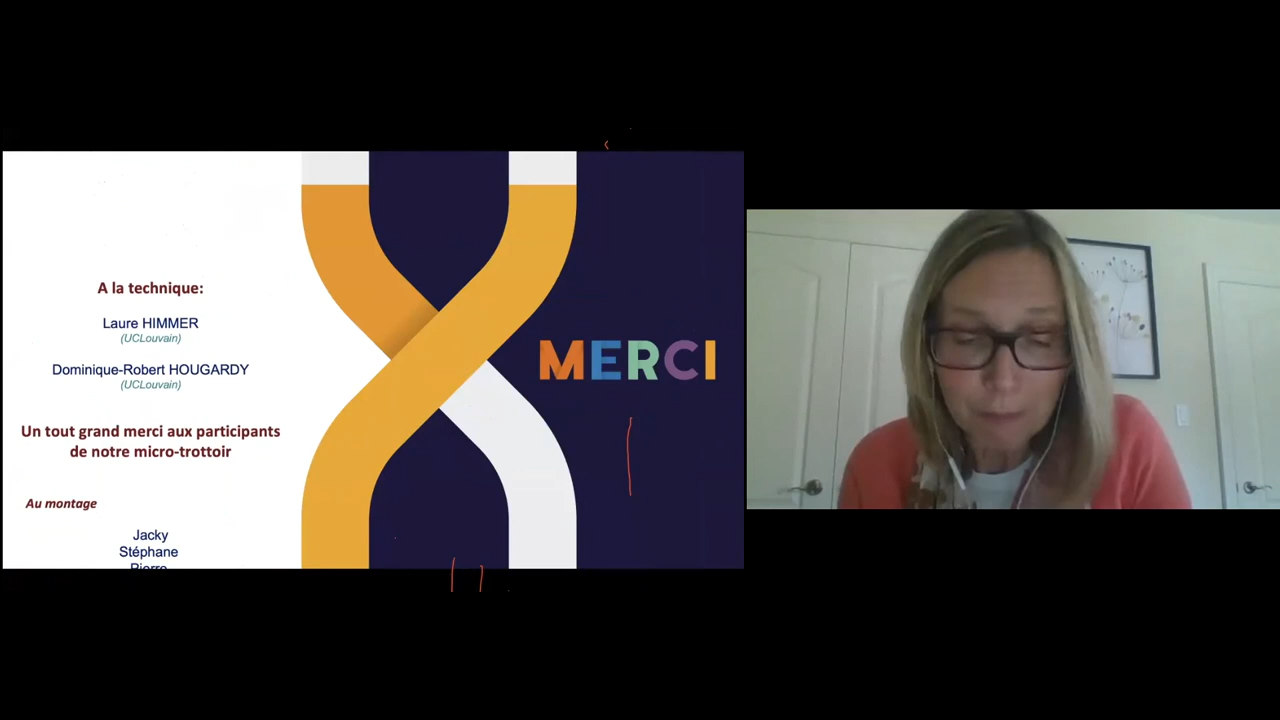 A la technique:
Laure HIMMER
(UCLouvain)
Dominique-Robert HOUGARDY
(UCLouvain)
Un tout grand merci aux participants
de notre micro-trottoir
Au montage
Jacky
Stéphane
Pierre
MERCI